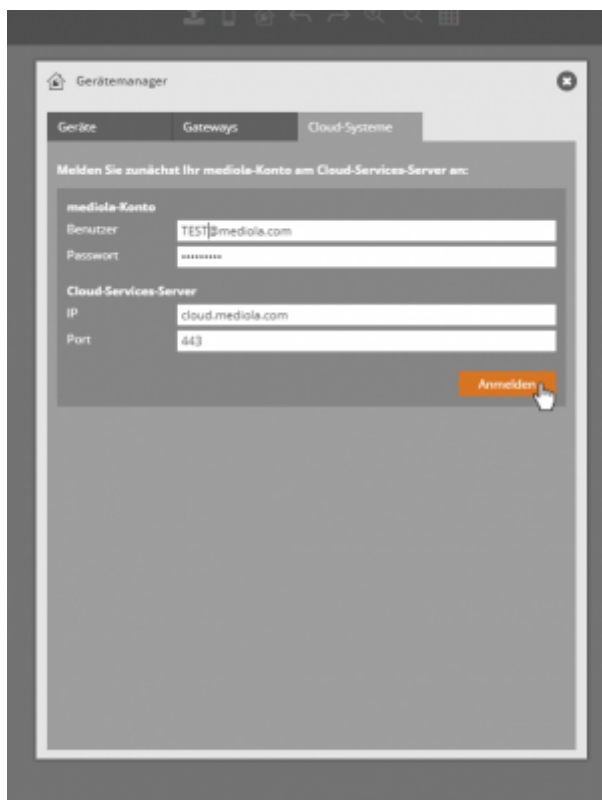 Gerätemanager
Geräte Gateways Cloud-Systeme
Melden Sie zunächst Ihr mediola-Konto am Cloud-Services-Server an:
mediola-Konto
Benutzer TEST@mediola.com
Passwort •••••••••
Cloud-Services-Server
IP cloud.mediola.com
Port 443
Anmelden